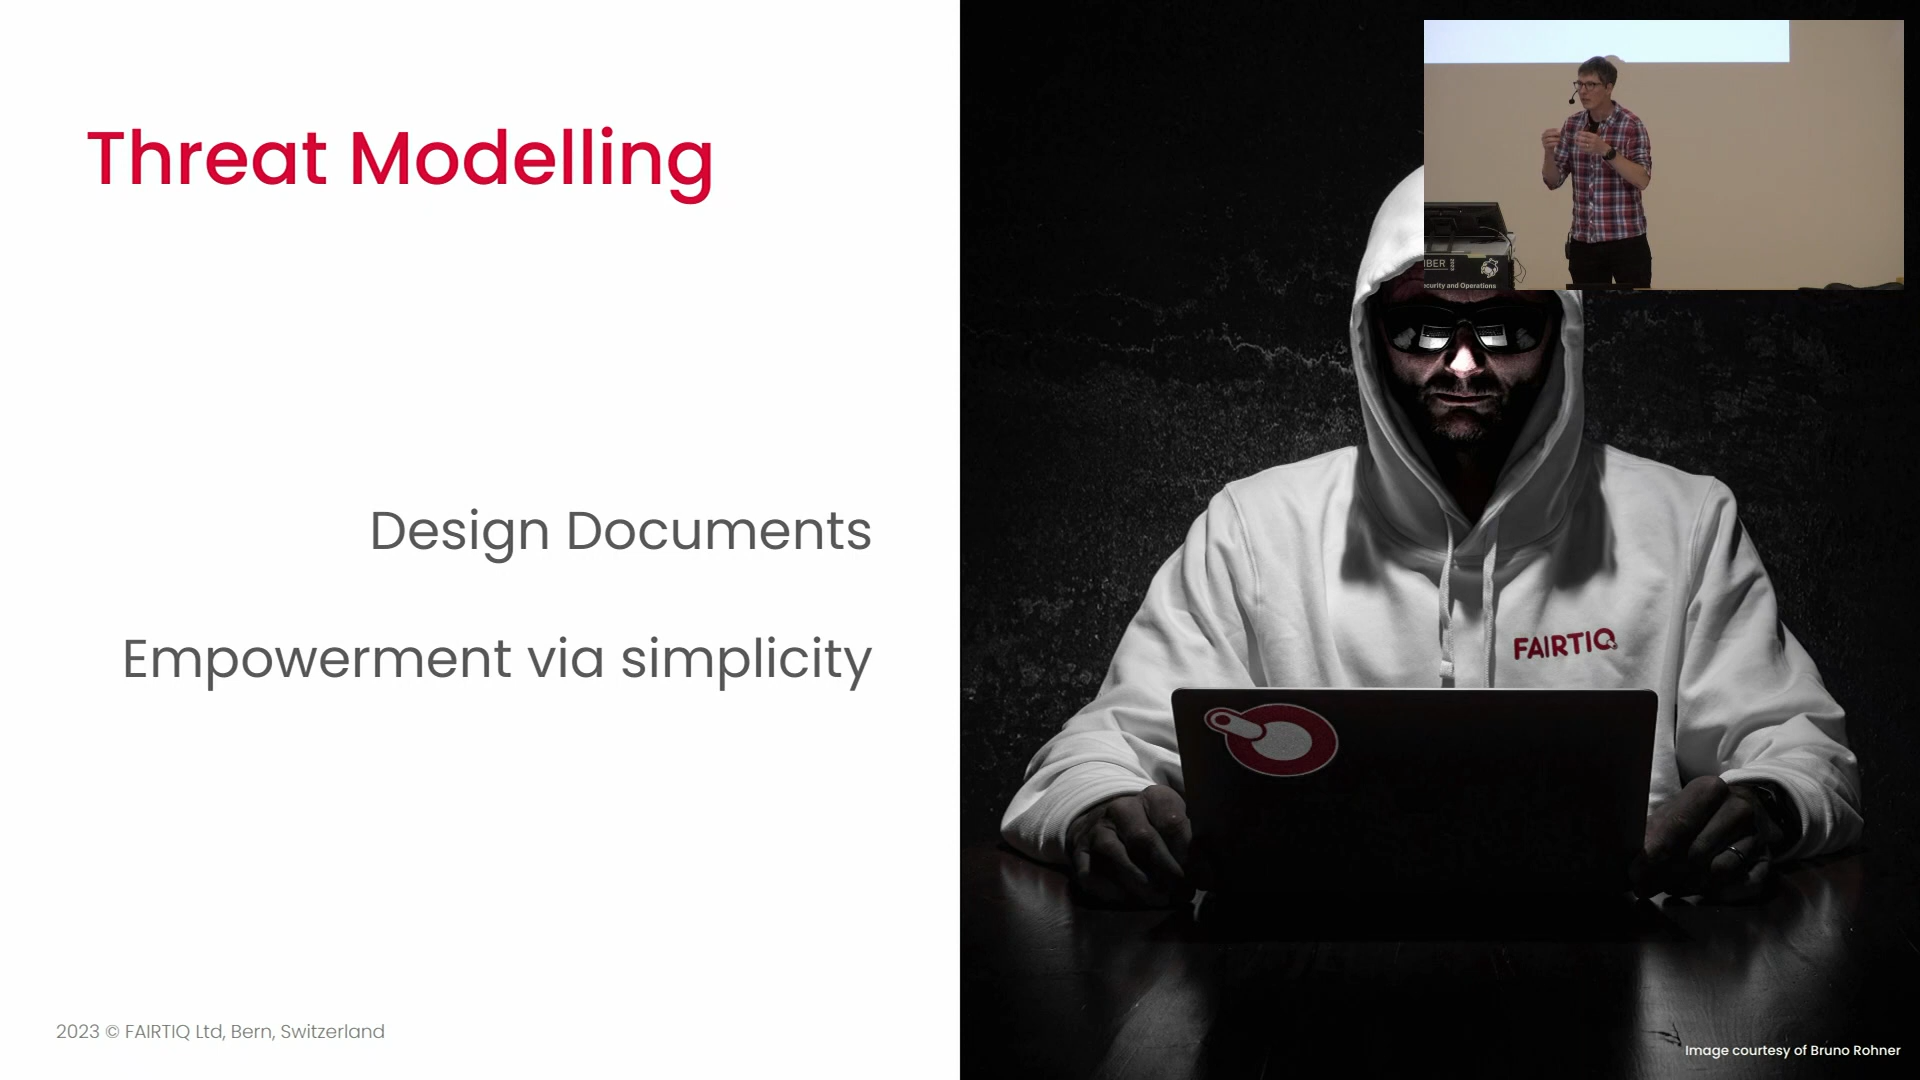 Threat Modelling
Design Documents
Empowerment via simplicity
2023 © FAIRTIQ Ltd, Bern, Switzerland
FAIRTIQ
Image courtesy of Bruno Rohner